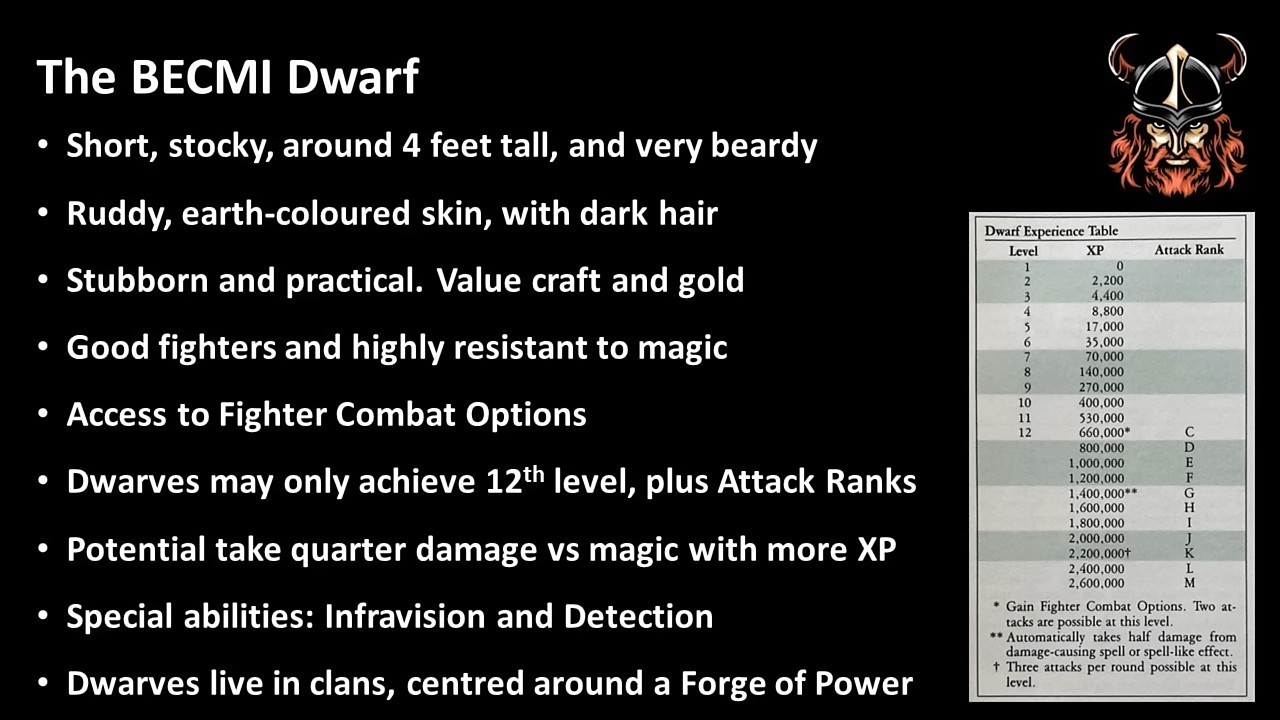 The BECMI Dwarf
• Short, stocky, around 4 feet tall, and very beardy
• Ruddy, earth-coloured skin, with dark hair
• Stubborn and practical. Value craft and gold
• Good fighters and highly resistant to magic
• Access to Fighter Combat Options
• Dwarves may only achieve 12th level, plus Attack Ranks
• Potential take quarter damage vs magic with more XP
• Special abilities: Infravision and Detection
• Dwarves live in clans, centred around a Forge of Power
Dwarf Experience Table
Level XP Attack Rank
1 0
2 2,200
3 4,400
4 8,800
5 17,000
6 35,000
7 70,000
8 140,000
9 270,000
10 400,000
11 530,000
12 660,000* C
800,000 D
1,000,000 E
1,200,000 F
1,400,000** G
1,600,000 H
1,800,000 I
2,000,000 J
2,200,000† K
2,400,000 L
2,600,000 M
* Gain Fighter Combat Options. Two at-
tacks are possible at this level.
** Automatically takes half damage from
damage-causing spell or spell-like effect.
† Three attacks per round possible at this
level.